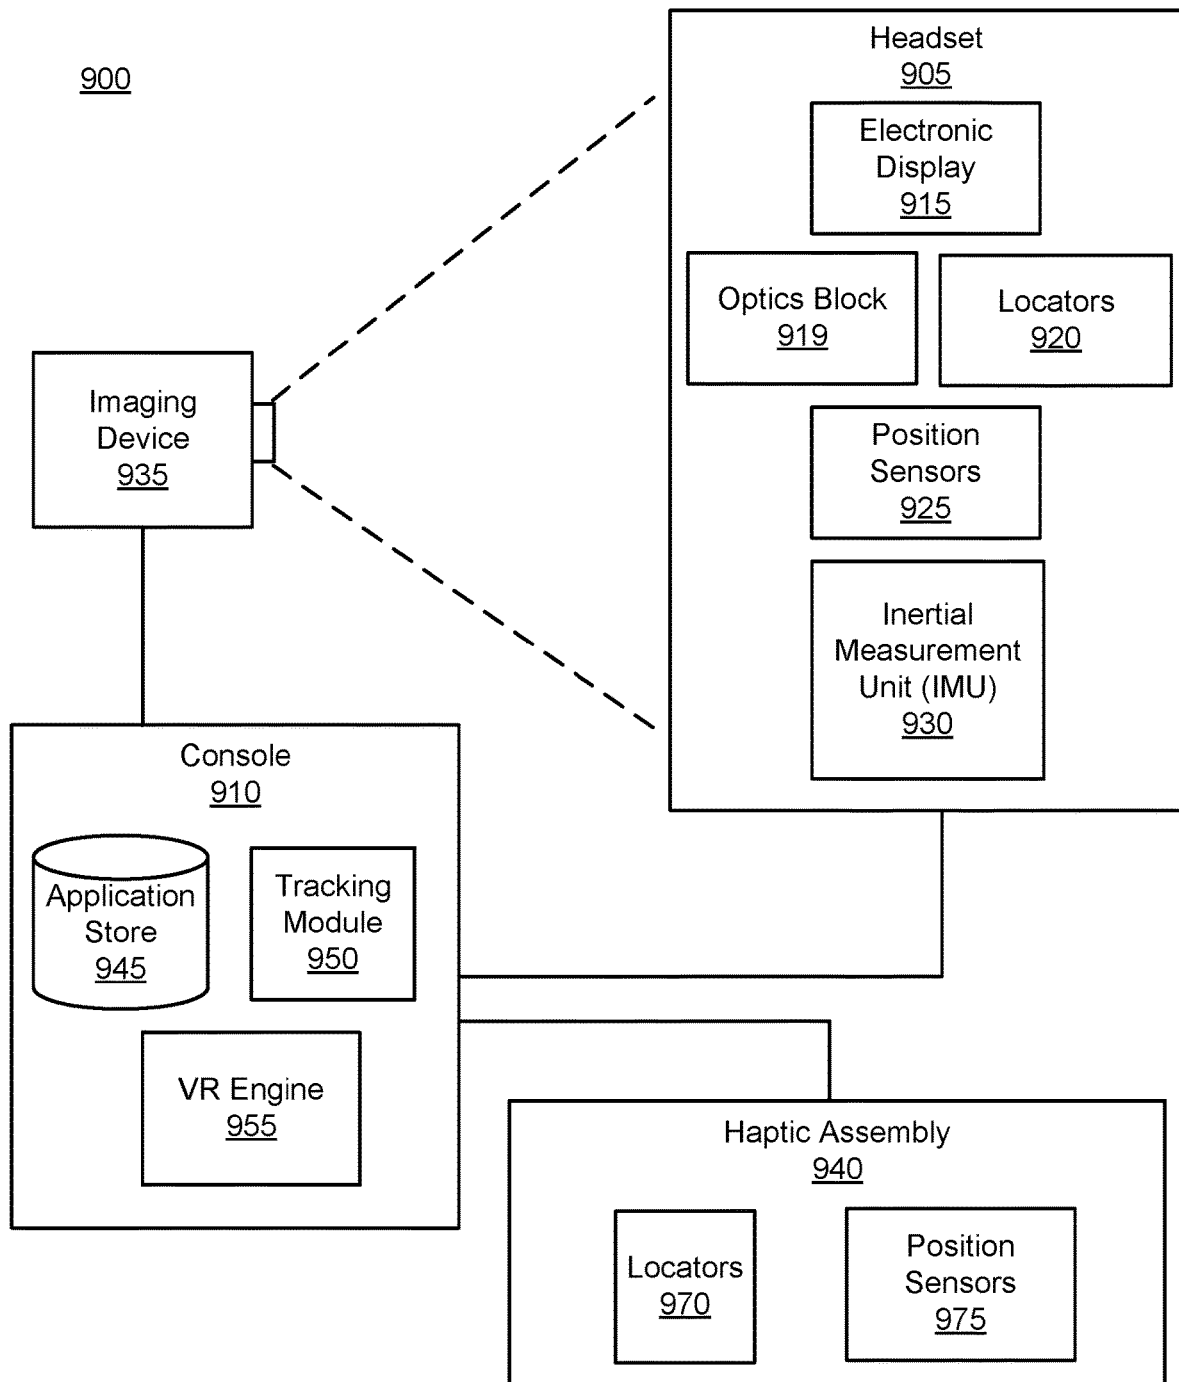 900
Headset
905
Electronic
Display
915
Optics Block
919
Locators
920
Imaging
Device
935
Position
Sensors
925
Inertial
Measurement
Unit (IMU)
930
Console
910
Application
Store
945
Tracking
Module
950
VR Engine
955
Haptic Assembly
940
Locators
970
Position
Sensors
975